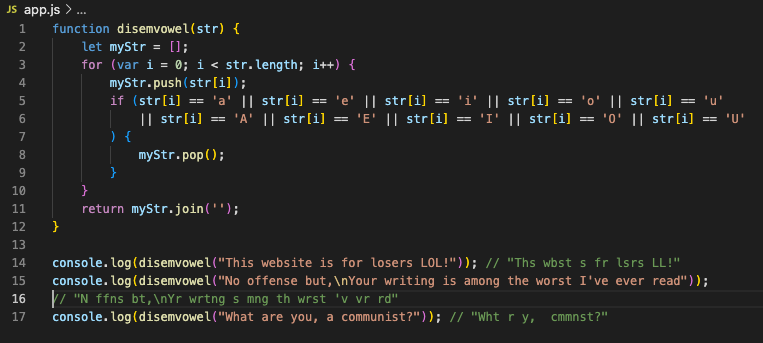 JS app.js > ...
1 function disemvowel(str) {
2     let myStr = [];
3     for (var i = 0; i < str.length; i++) {
4         myStr.push(str[i]);
5         if (str[i] == 'a' || str[i] == 'e' || str[i] == 'i' || str[i] == 'o' || str[i] == 'u'
6             || str[i] == 'A' || str[i] == 'E' || str[i] == 'I' || str[i] == 'O' || str[i] == 'U'
7         ) {
8             myStr.pop();
9         }
10     }
11     return myStr.join('');
12 }
13
14 console.log(disemvowel("This website is for losers LOL!")); // "Ths wbst s fr lsrs LL!"
15 console.log(disemvowel("No offense but,\nYour writing is among the worst I've ever read"));
16 // "N ffns bt,\nYr wrtng s mng th wrst 'v vr rd"
17 console.log(disemvowel("What are you, a communist?")); // "Wht r y,  cmmnst?"